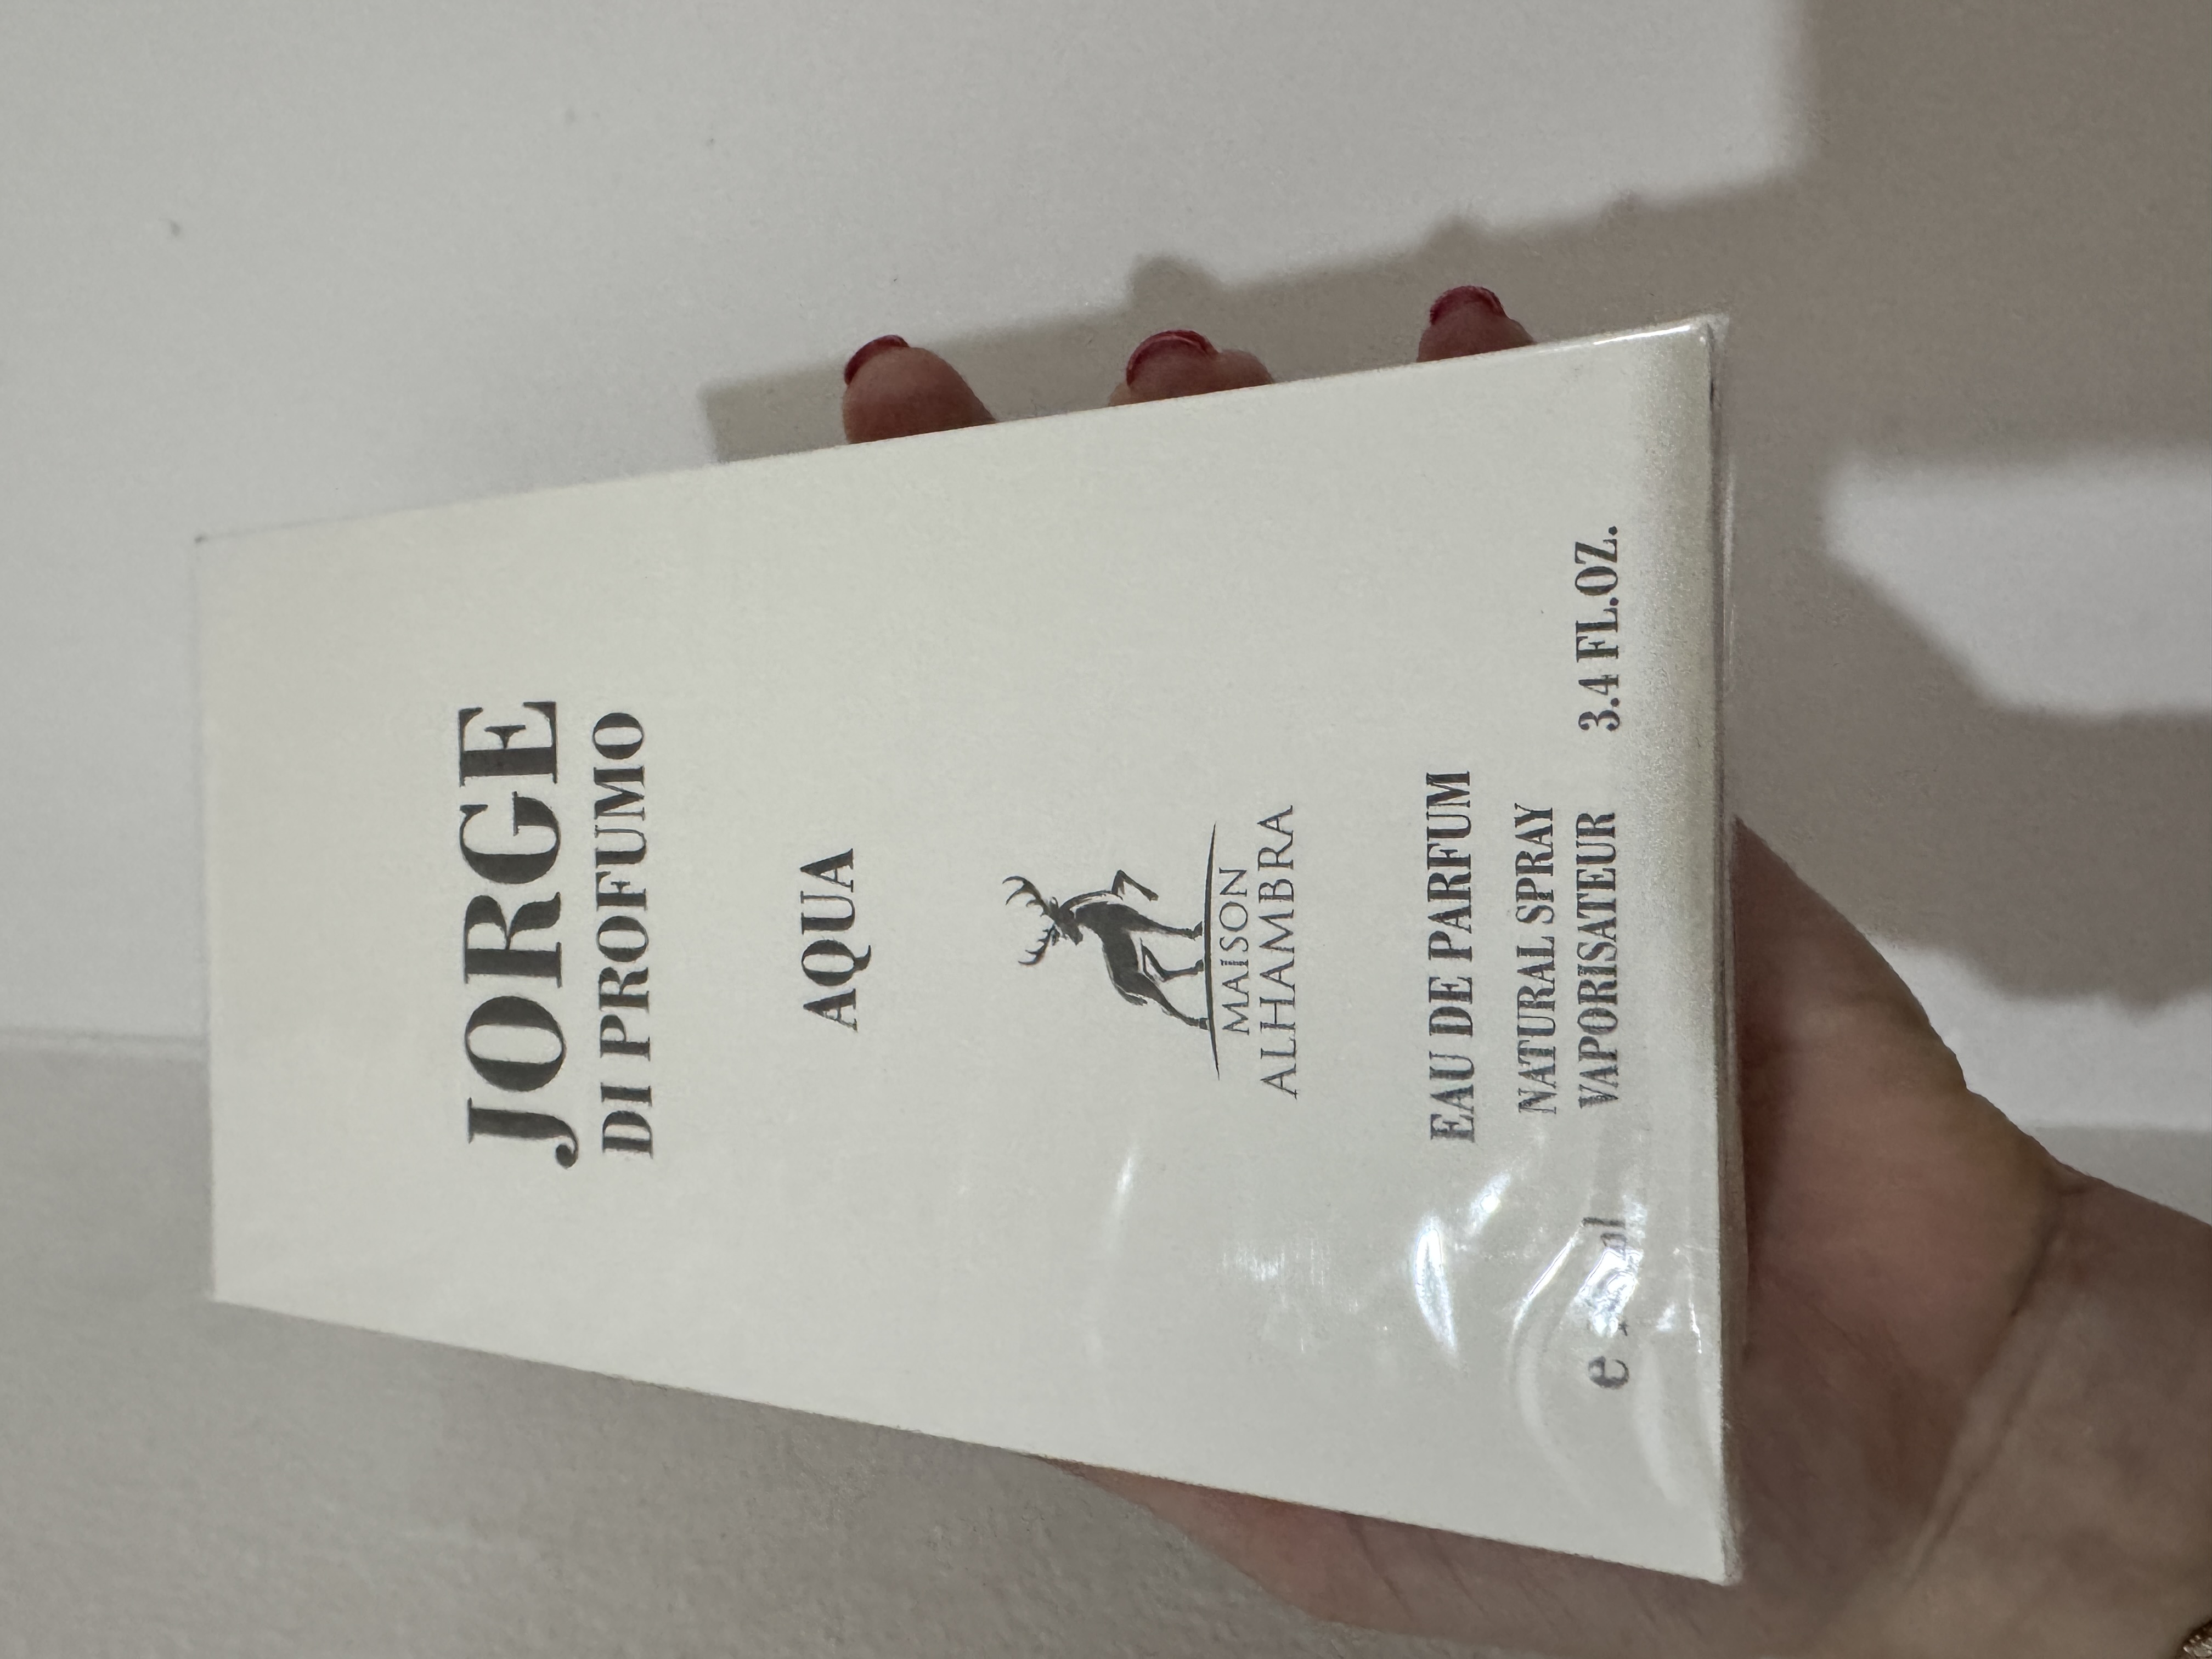 JORGE
DI PROFUMO
AQUA
MAISON
ALHAMBRA
EAU DE PARFUM
NATURAL SPRAY
e VAPORISATEUR 3.4 FL.OZ.